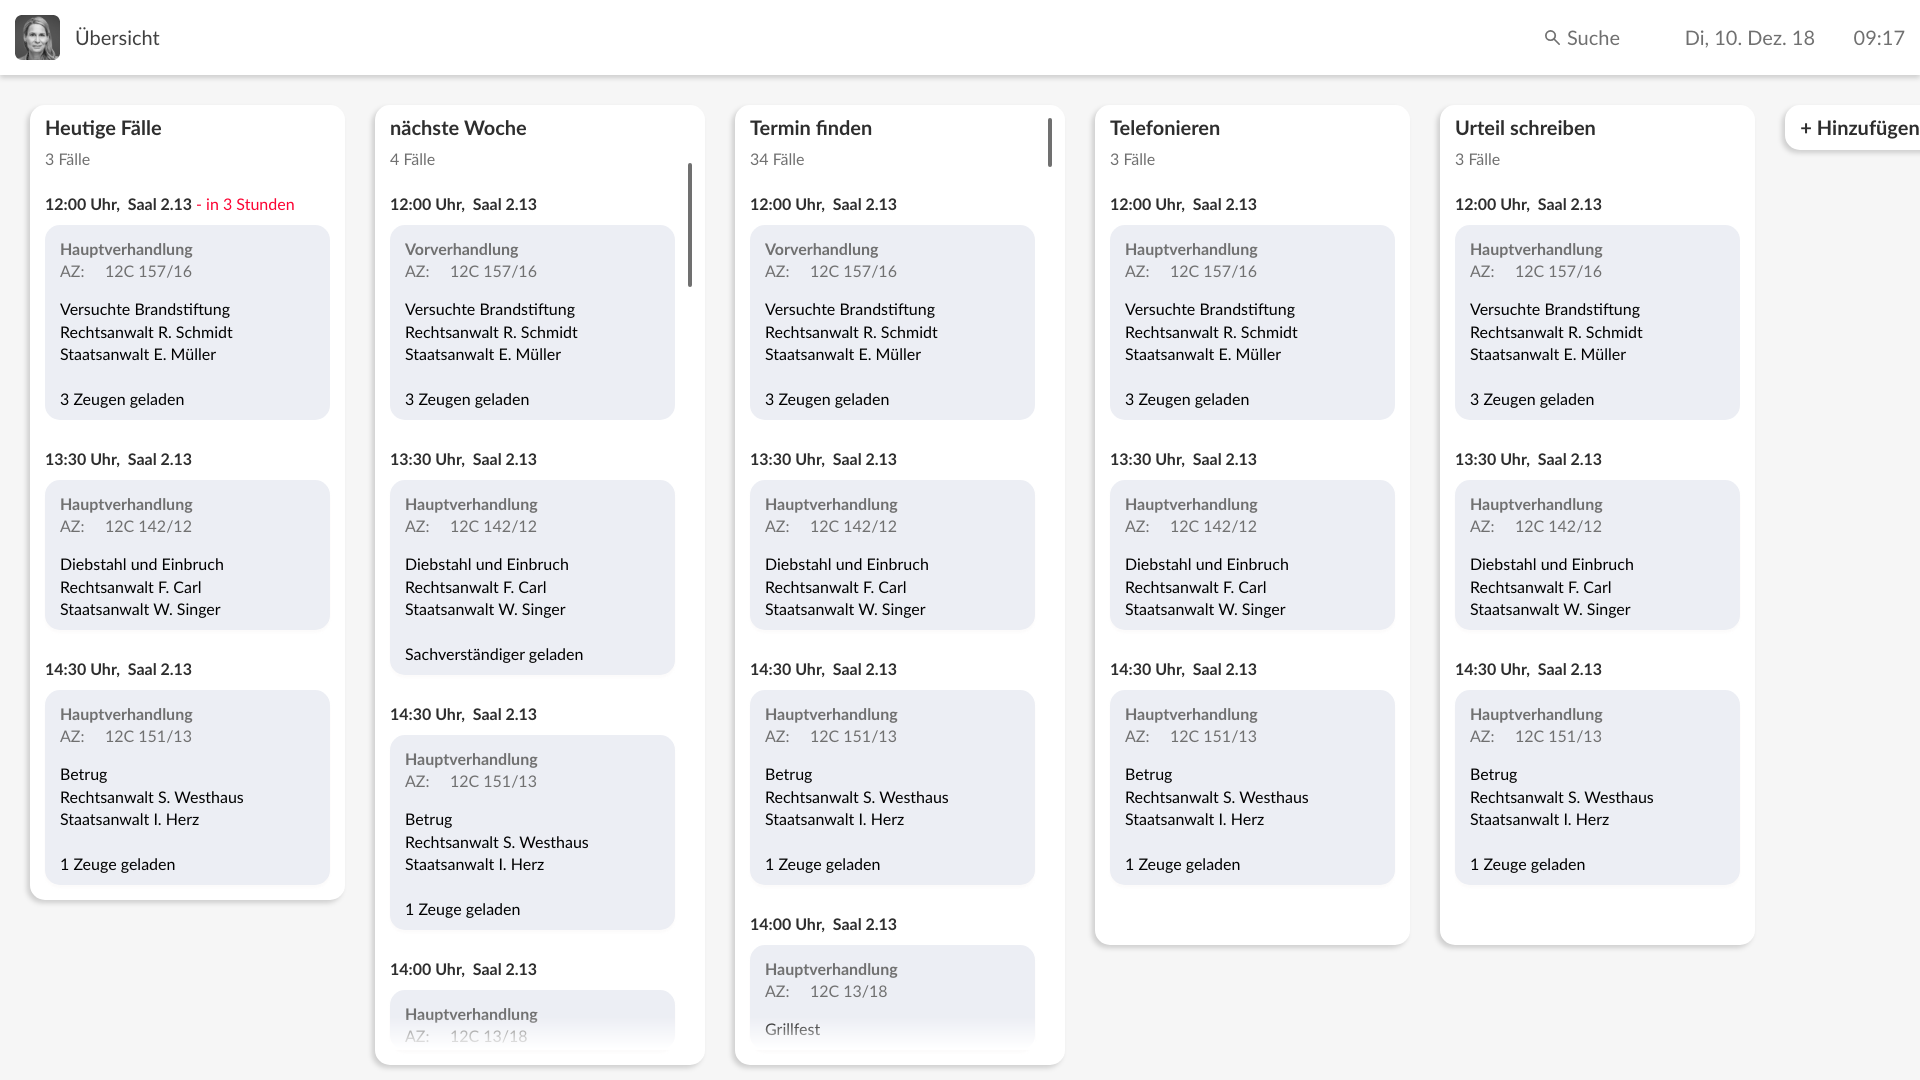 Übersicht
Suche
Di, 10. Dez. 18
09:17
Heutige Fälle
3 Fälle
12:00 Uhr, Saal 2.13 - in 3 Stunden
Hauptverhandlung
AZ: 12C 157/16
Versuchte Brandstiftung
Rechtsanwalt R. Schmidt
Staatsanwalt E. Müller
3 Zeugen geladen
13:30 Uhr, Saal 2.13
Hauptverhandlung
AZ: 12C 142/12
Diebstahl und Einbruch
Rechtsanwalt F. Carl
Staatsanwalt W. Singer
14:30 Uhr, Saal 2.13
Hauptverhandlung
AZ: 12C 151/13
Betrug
Rechtsanwalt S. Westhaus
Staatsanwalt I. Herz
1 Zeuge geladen
nächste Woche
4 Fälle
12:00 Uhr, Saal 2.13
Vorverhandlung
AZ: 12C 157/16
Versuchte Brandstiftung
Rechtsanwalt R. Schmidt
Staatsanwalt E. Müller
3 Zeugen geladen
13:30 Uhr, Saal 2.13
Hauptverhandlung
AZ: 12C 142/12
Diebstahl und Einbruch
Rechtsanwalt F. Carl
Staatsanwalt W. Singer
Sachverständiger geladen
14:30 Uhr, Saal 2.13
Hauptverhandlung
AZ: 12C 151/13
Betrug
Rechtsanwalt S. Westhaus
Staatsanwalt I. Herz
1 Zeuge geladen
14:00 Uhr, Saal 2.13
Hauptverhandlung
AZ: 12C 13/18
Termin finden
34 Fälle
12:00 Uhr, Saal 2.13
Vorverhandlung
AZ: 12C 157/16
Versuchte Brandstiftung
Rechtsanwalt R. Schmidt
Staatsanwalt E. Müller
3 Zeugen geladen
13:30 Uhr, Saal 2.13
Hauptverhandlung
AZ: 12C 142/12
Diebstahl und Einbruch
Rechtsanwalt F. Carl
Staatsanwalt W. Singer
14:30 Uhr, Saal 2.13
Hauptverhandlung
AZ: 12C 151/13
Betrug
Rechtsanwalt S. Westhaus
Staatsanwalt I. Herz
1 Zeuge geladen
14:00 Uhr, Saal 2.13
Hauptverhandlung
AZ: 12C 13/18
Grillfest
Telefonieren
3 Fälle
12:00 Uhr, Saal 2.13
Hauptverhandlung
AZ: 12C 157/16
Versuchte Brandstiftung
Rechtsanwalt R. Schmidt
Staatsanwalt E. Müller
3 Zeugen geladen
13:30 Uhr, Saal 2.13
Hauptverhandlung
AZ: 12C 142/12
Diebstahl und Einbruch
Rechtsanwalt F. Carl
Staatsanwalt W. Singer
14:30 Uhr, Saal 2.13
Hauptverhandlung
AZ: 12C 151/13
Betrug
Rechtsanwalt S. Westhaus
Staatsanwalt I. Herz
1 Zeuge geladen
Urteil schreiben
3 Fälle
12:00 Uhr, Saal 2.13
Hauptverhandlung
AZ: 12C 157/16
Versuchte Brandstiftung
Rechtsanwalt R. Schmidt
Staatsanwalt E. Müller
3 Zeugen geladen
13:30 Uhr, Saal 2.13
Hauptverhandlung
AZ: 12C 142/12
Diebstahl und Einbruch
Rechtsanwalt F. Carl
Staatsanwalt W. Singer
14:30 Uhr, Saal 2.13
Hauptverhandlung
AZ: 12C 151/13
Betrug
Rechtsanwalt S. Westhaus
Staatsanwalt I. Herz
1 Zeuge geladen
+ Hinzufügen